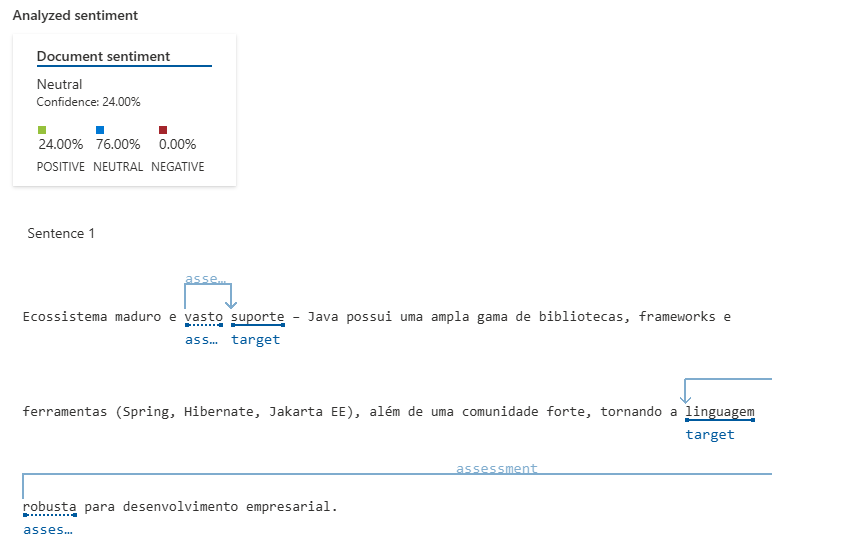 Analyzed sentiment
Document sentiment
Neutral
Confidence: 24.00%
24.00% 76.00% 0.00%
POSITIVE NEUTRAL NEGATIVE
Sentence 1
asse…
Ecossistema maduro e vasto suporte – Java possui uma ampla gama de bibliotecas, frameworks e
ass… target
ferramentas (Spring, Hibernate, Jakarta EE), além de uma comunidade forte, tornando a linguagem
target
assessment
robusta para desenvolvimento empresarial.
asses…